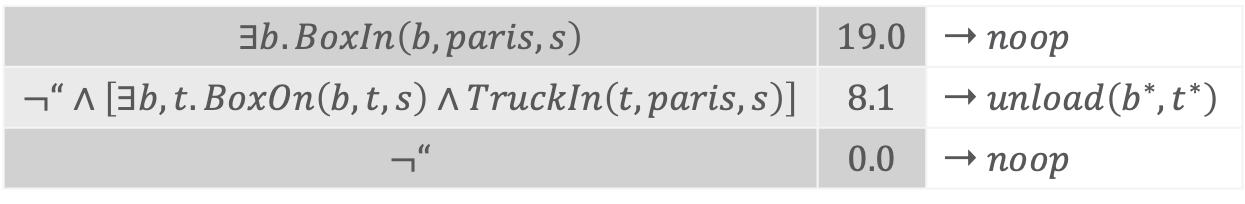 ∃b.BoxIn(b,paris,s) 19.0 → noop
¬“ ∧ [∃b,t.BoxOn(b,t,s) ∧ TruckIn(t,paris,s)] 8.1 → unload(b*,t*)
¬“ 0.0 → noop